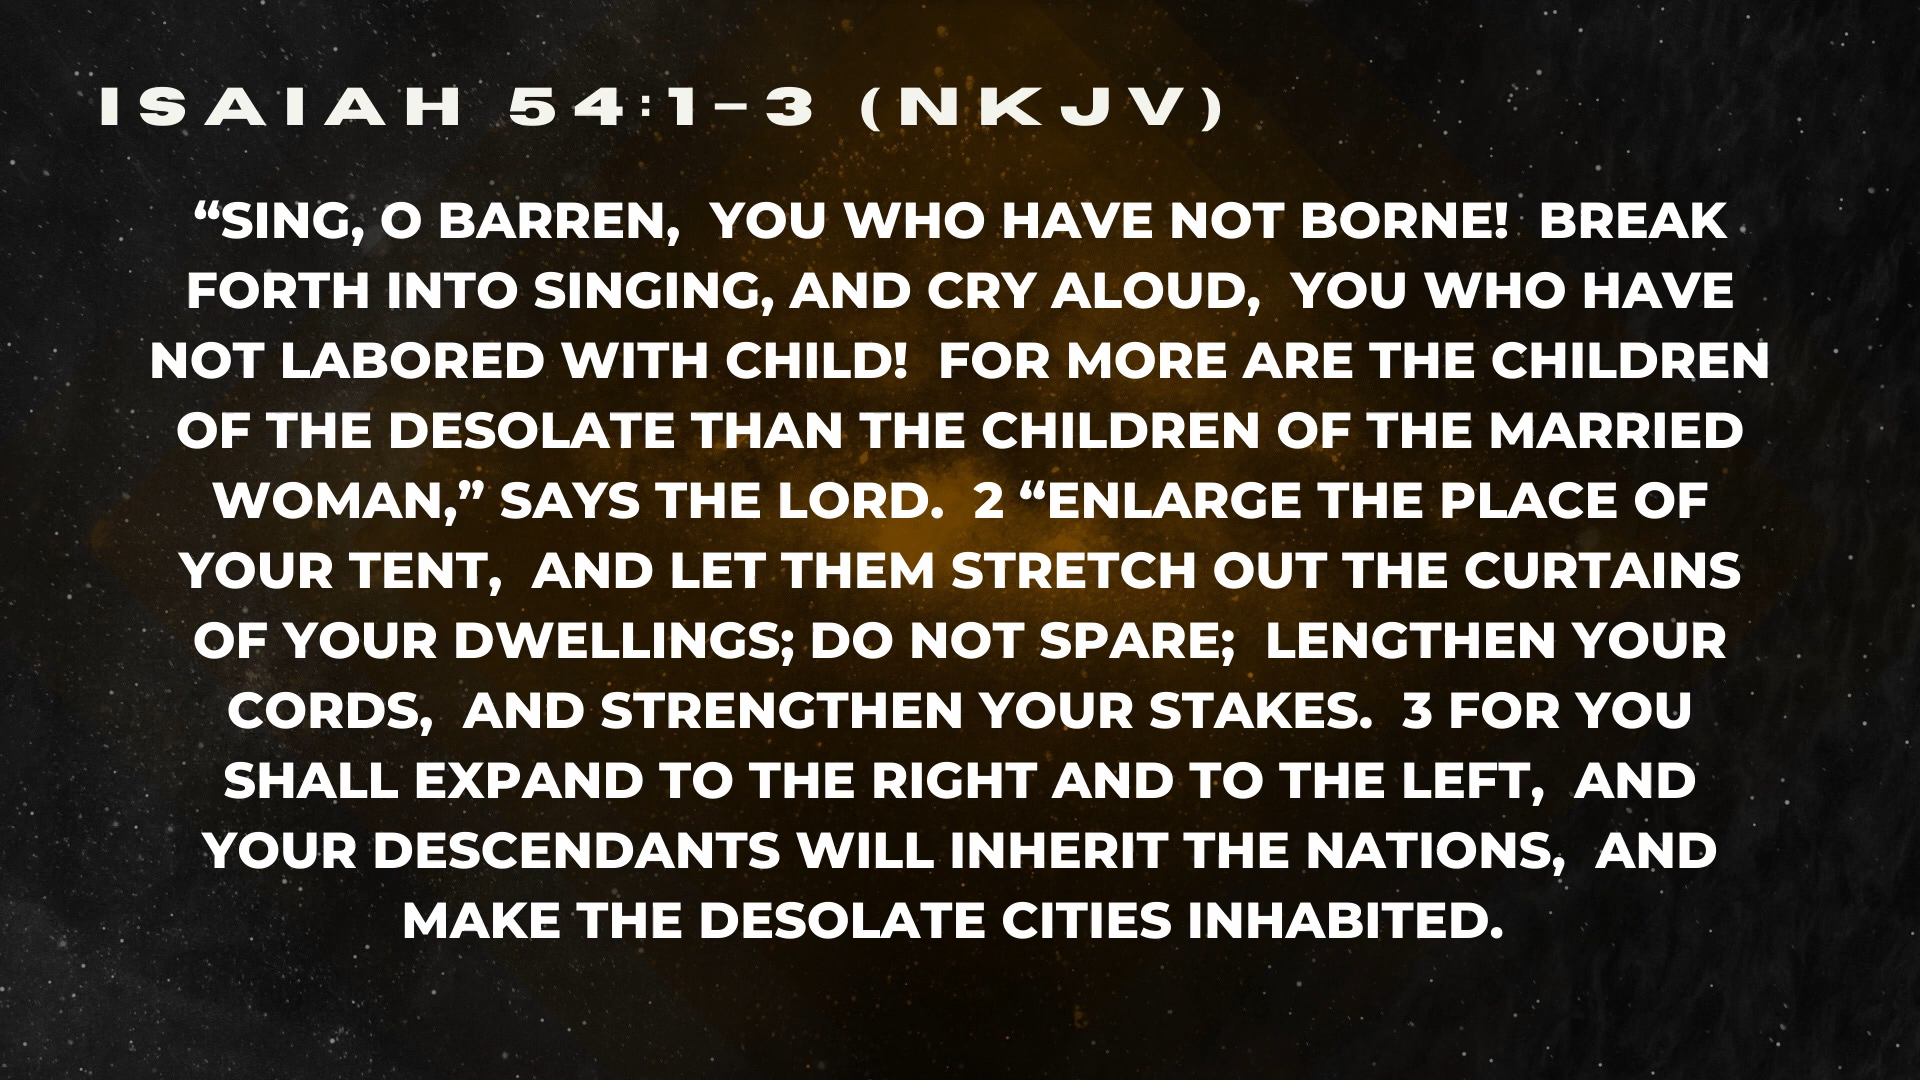 ISAIAH 54:1–3 (NKJV)
“SING, O BARREN,  YOU WHO HAVE NOT BORNE!  BREAK
FORTH INTO SINGING, AND CRY ALOUD,  YOU WHO HAVE
NOT LABORED WITH CHILD!  FOR MORE ARE THE CHILDREN
OF THE DESOLATE THAN THE CHILDREN OF THE MARRIED
WOMAN,” SAYS THE LORD.  2 “ENLARGE THE PLACE OF
YOUR TENT,  AND LET THEM STRETCH OUT THE CURTAINS
OF YOUR DWELLINGS; DO NOT SPARE;  LENGTHEN YOUR
CORDS,  AND STRENGTHEN YOUR STAKES.  3 FOR YOU
SHALL EXPAND TO THE RIGHT AND TO THE LEFT,  AND
YOUR DESCENDANTS WILL INHERIT THE NATIONS,  AND
MAKE THE DESOLATE CITIES INHABITED.